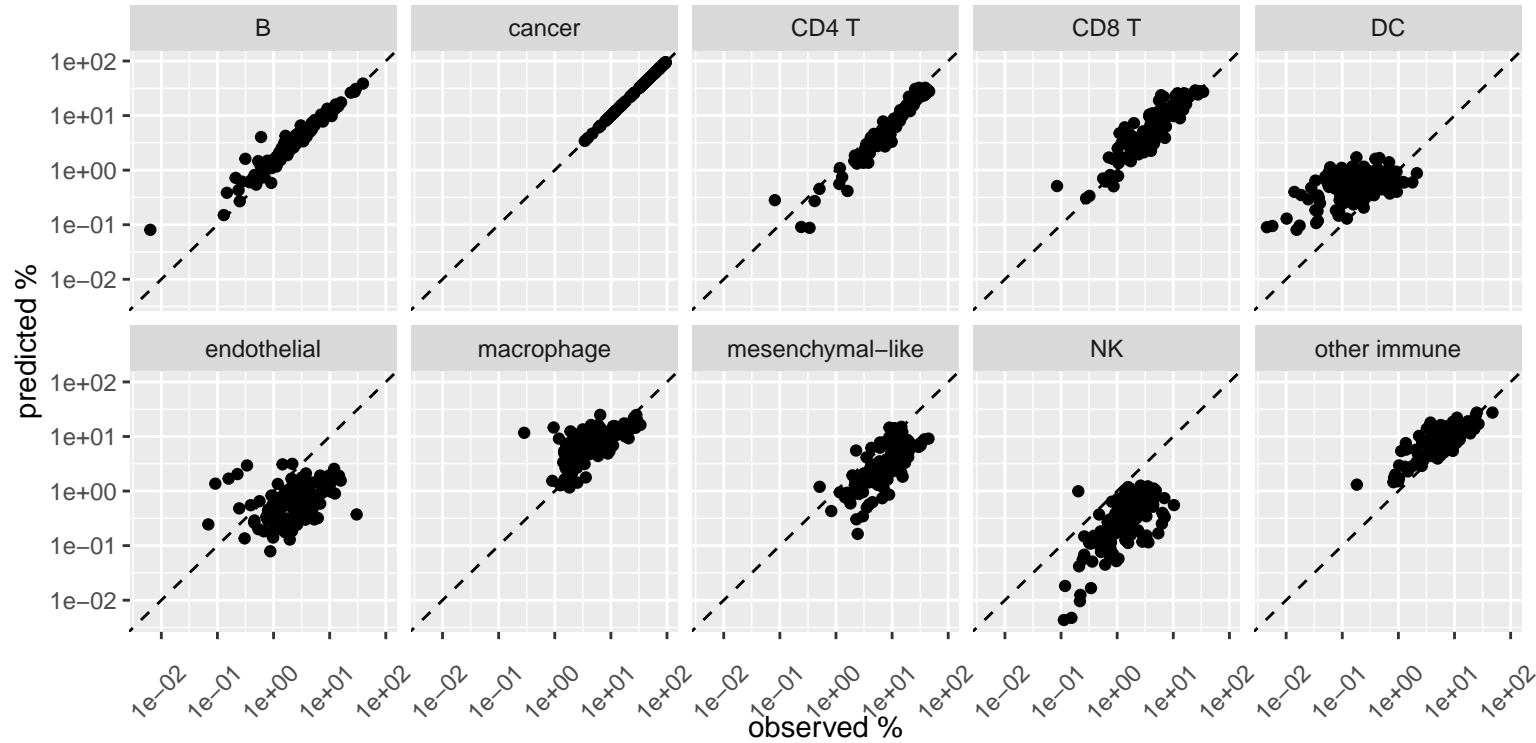 B cancer CD4 T CD8 T DC
1e+02
1e+01
1e+00
1e−01
1e−02
endothelial macrophage mesenchymal−like NK other immune
1e+02
1e+01
1e+00
1e−01
1e−02
predicted %
1e−02 1e−01 1e+00 1e+01 1e+02 1e−02 1e−01 1e+00 1e+01 1e+02 1e−02 1e−01 1e+00 1e+01 1e+02 1e−02 1e−01 1e+00 1e+01 1e+02 1e−02 1e−01 1e+00 1e+01 1e+02
observed %